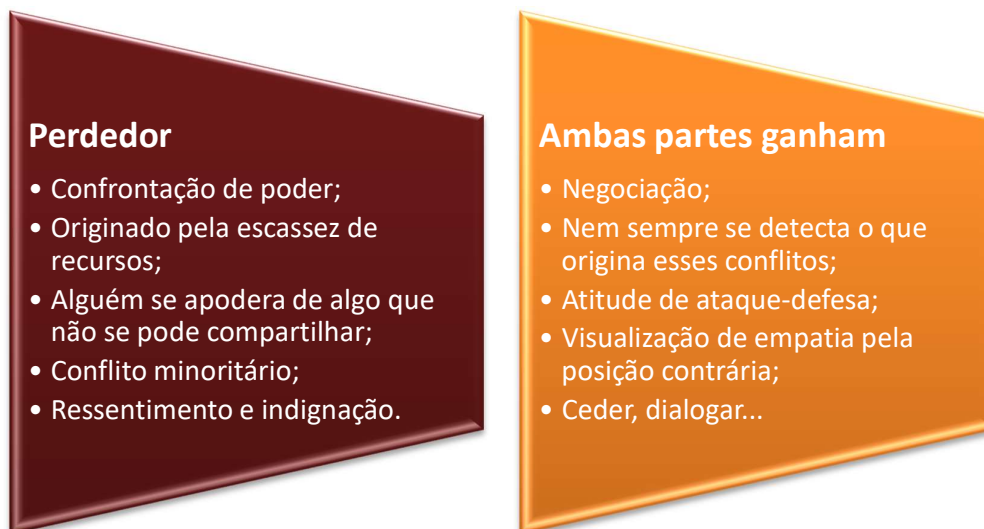 Perdedor
• Confrontação de poder;
• Originado pela escassez de
recursos;
• Alguém se apodera de algo que
não se pode compartilhar;
• Conflito minoritário;
• Ressentimento e indignação.
Ambas partes ganham
• Negociação;
• Nem sempre se detecta o que
origina esses conflitos;
• Atitude de ataque-defesa;
• Visualização de empatia pela
posição contrária;
• Ceder, dialogar...